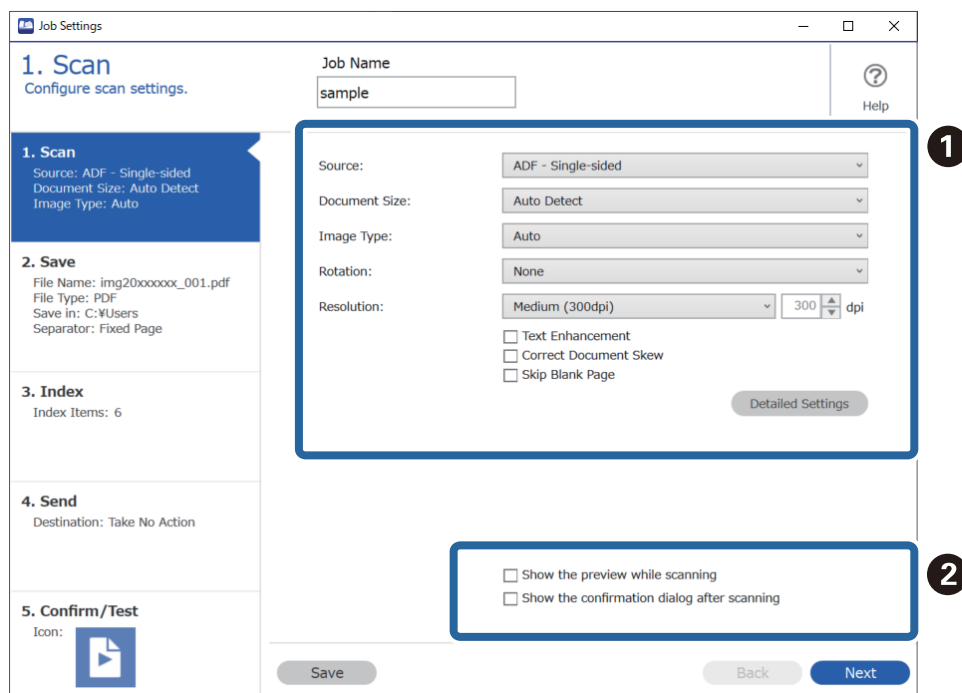 Job Settings
1. Scan
Configure scan settings.
Job Name
sample
?
Help
1. Scan
Source: ADF - Single-sided
Document Size: Auto Detect
Image Type: Auto
2. Save
File Name: img20xxxxxx_001.pdf
File Type: PDF
Save in: C:¥Users
Separator: Fixed Page
3. Index
Index Items: 6
4. Send
Destination: Take No Action
5. Confirm/Test
Icon:
1
Source: ADF - Single-sided
Document Size: Auto Detect
Image Type: Auto
Rotation: None
Resolution: Medium (300dpi) 300 dpi
Text Enhancement
Correct Document Skew
Skip Blank Page
Detailed Settings
2
Show the preview while scanning
Show the confirmation dialog after scanning
Save Back Next